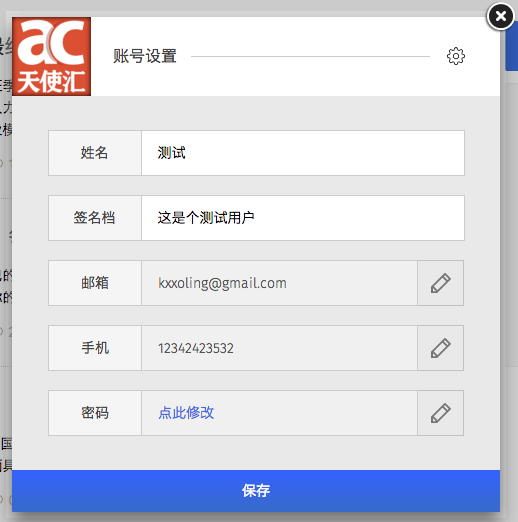 ac
天使汇
账号设置
姓名 测试
签名档 这是个测试用户
邮箱 kxxoling@gmail.com
手机 12342423532
密码 点此修改
保存